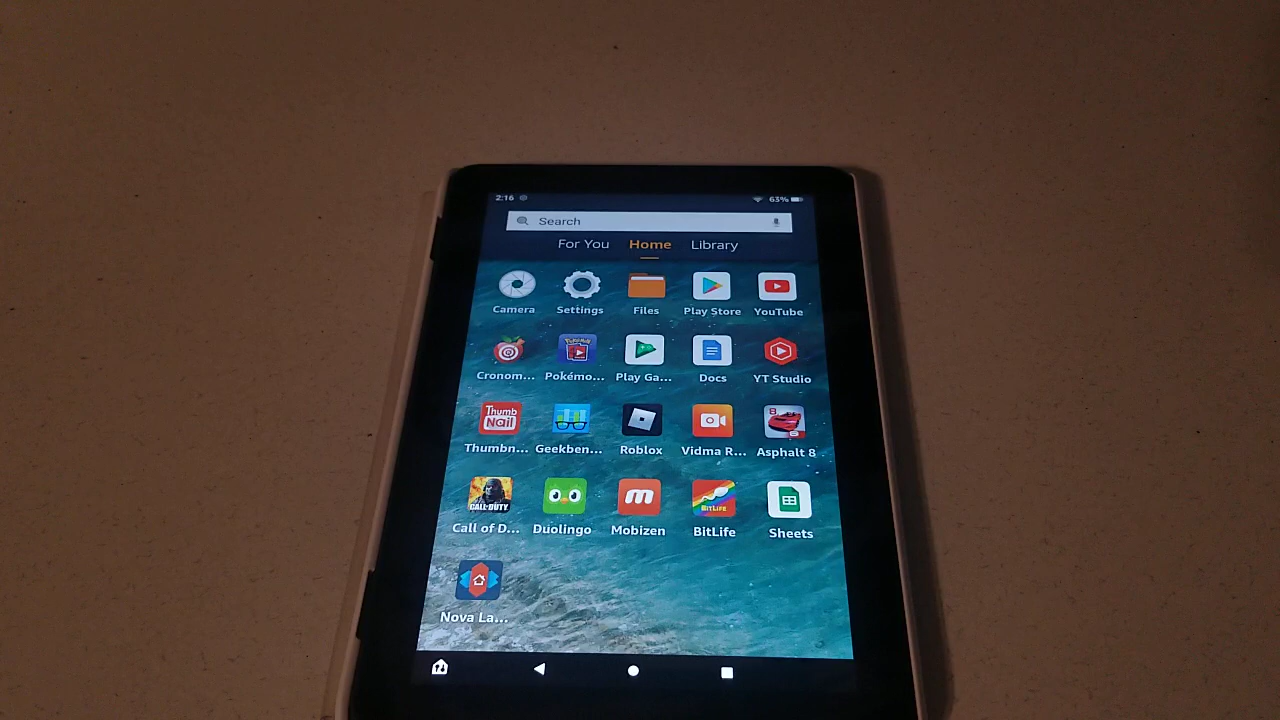 2:16 63%
Search
For You Home Library
Camera Settings Files Play Store YouTube
Cronom... Pokémo... Play Ga... Docs YT Studio
Thumb
Nail
Thumbn... Geekben... Roblox Vidma R... Asphalt 8
CALL OF DUTY
BITLIFE
Call of D... Duolingo Mobizen BitLife Sheets
Nova La...